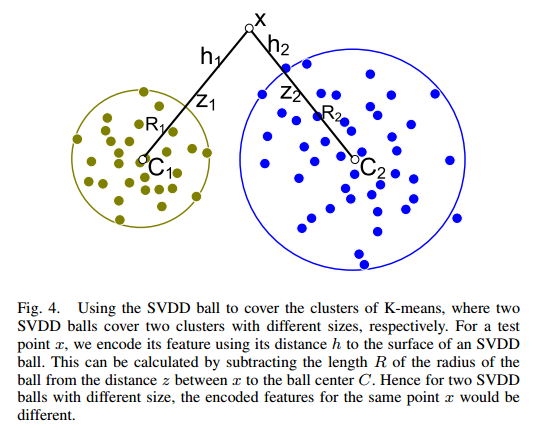 x
h1 h2
z1 z2
R1 R2
C1 C2
Fig. 4. Using the SVDD ball to cover the clusters of K-means, where two
SVDD balls cover two clusters with different sizes, respectively. For a test
point x, we encode its feature using its distance h to the surface of an SVDD
ball. This can be calculated by subtracting the length R of the radius of the
ball from the distance z between x to the ball center C. Hence for two SVDD
balls with different size, the encoded features for the same point x would be
different.